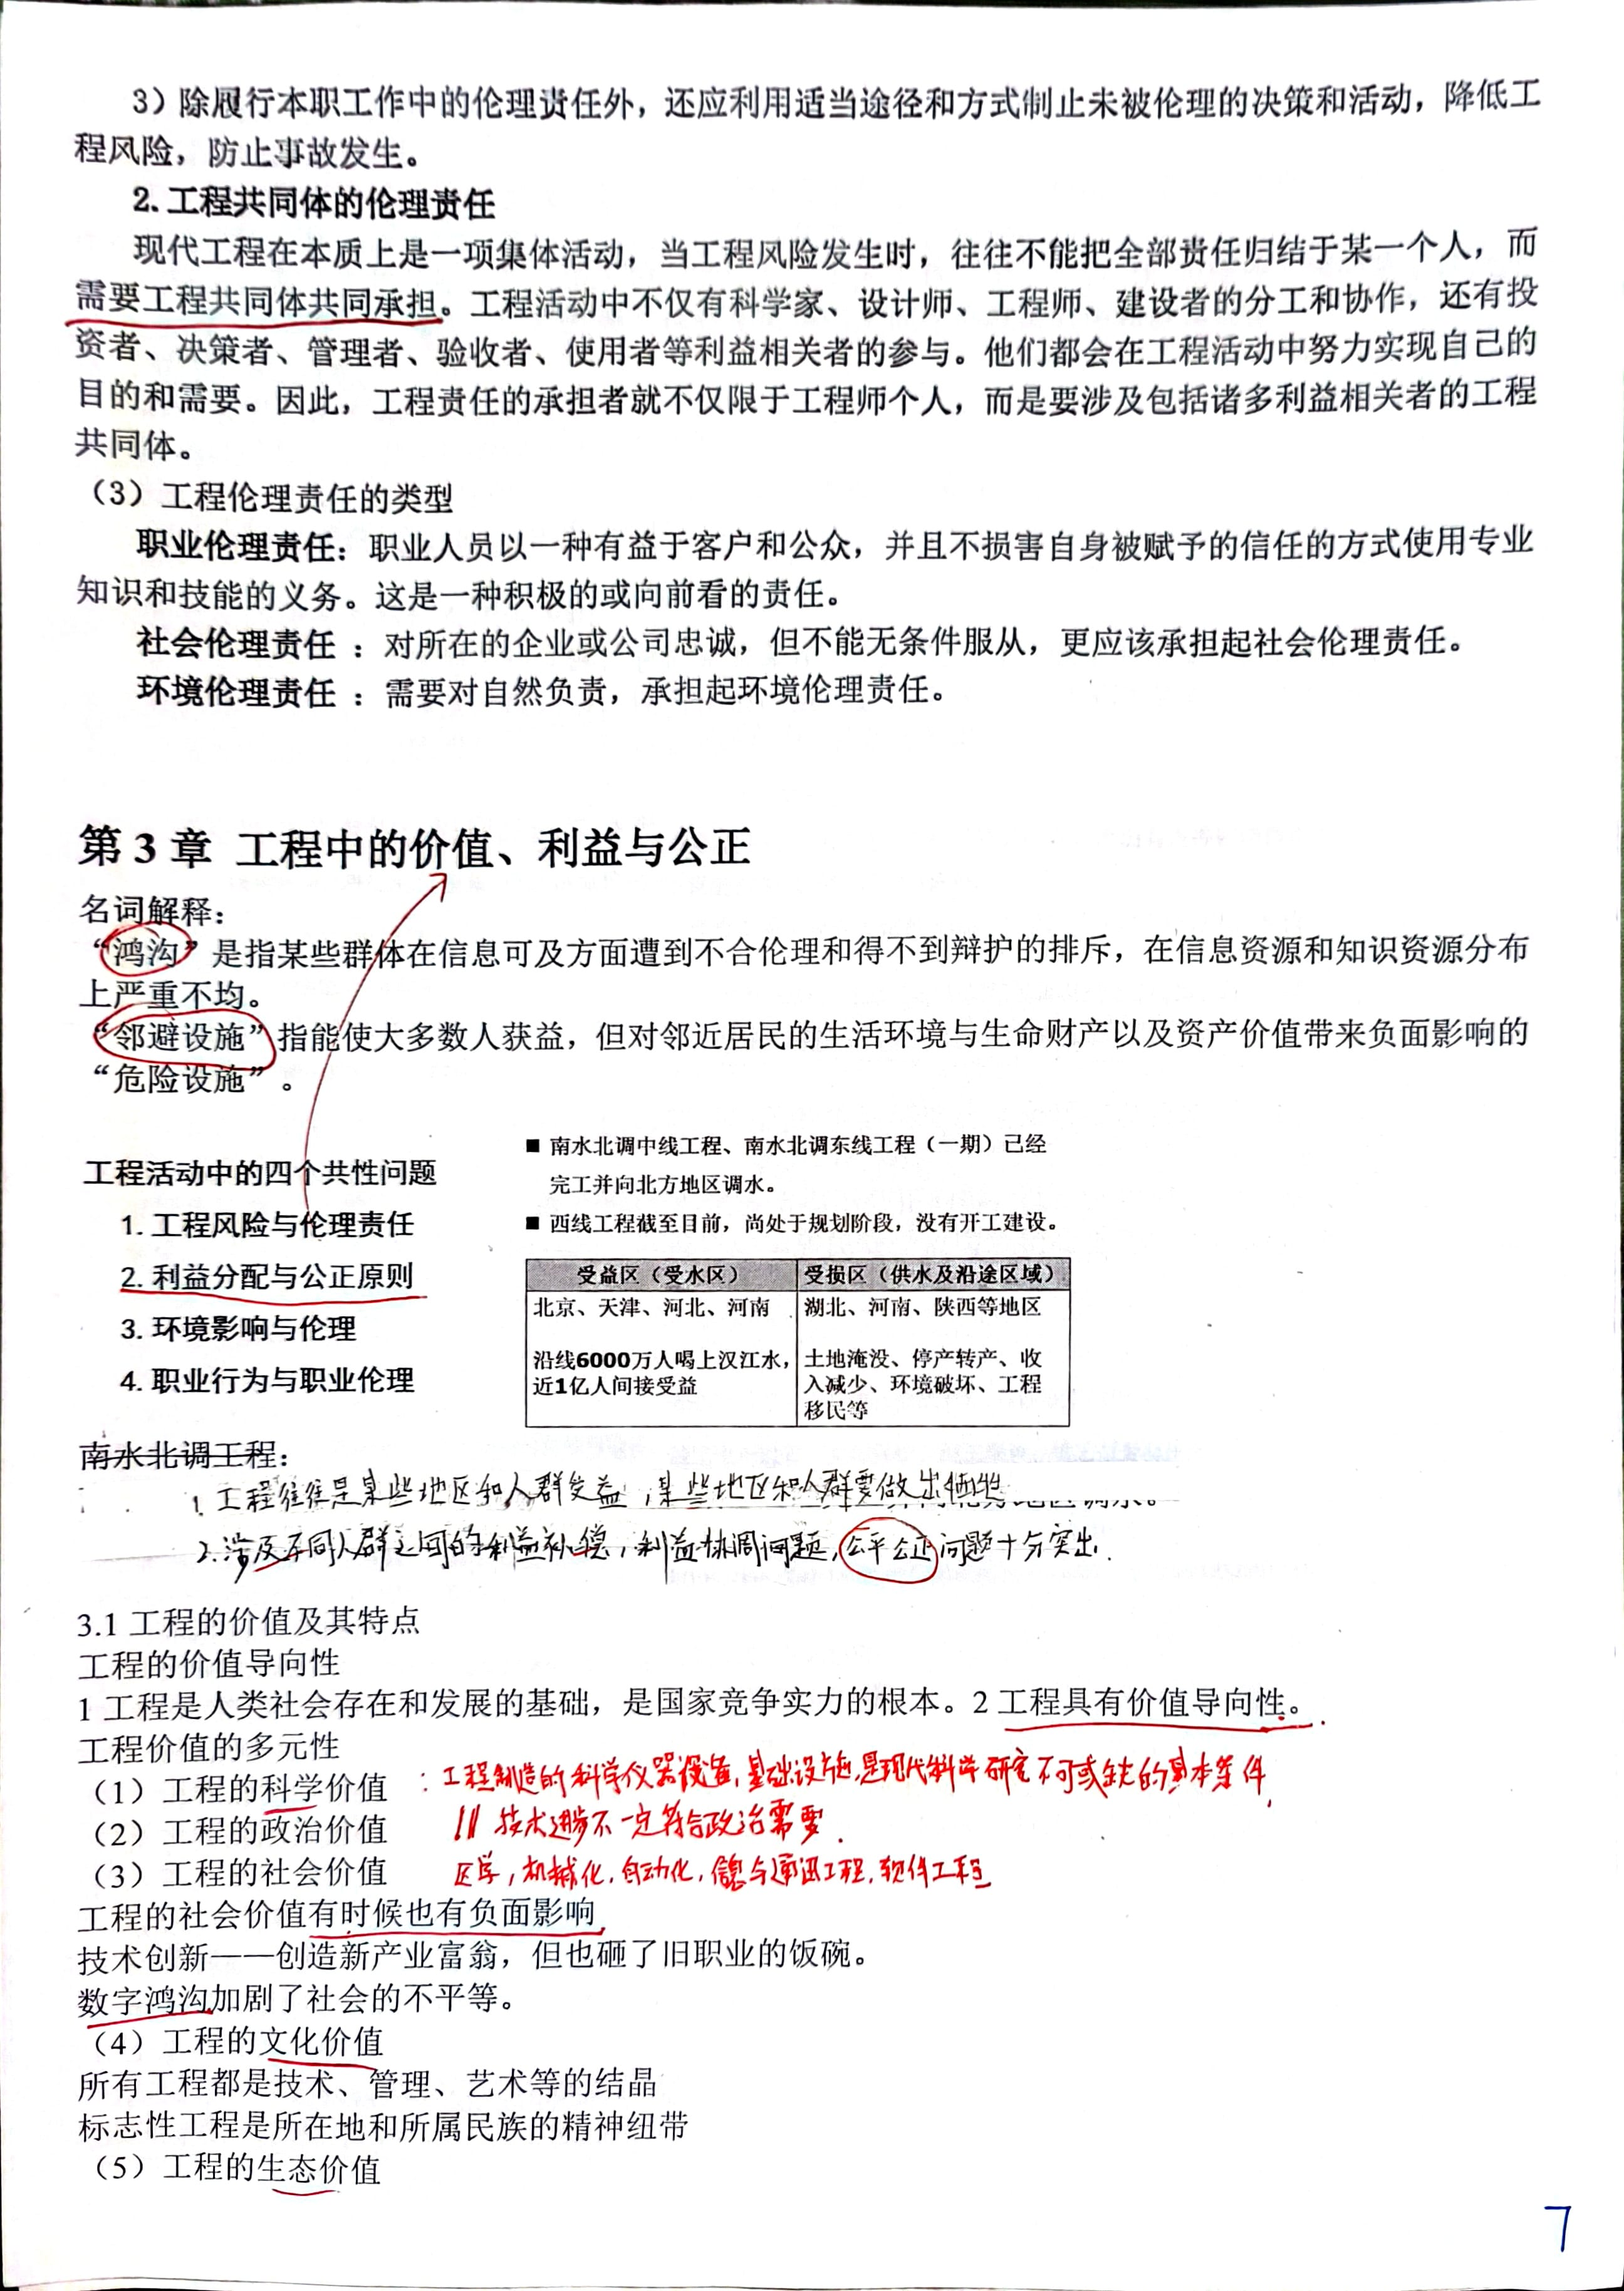 3）除履行本职工作中的伦理责任外，还应利用适当途径和方式制止未被伦理的决策和活动，降低工
程风险，防止事故发生。
2. 工程共同体的伦理责任
现代工程在本质上是一项集体活动，当工程风险发生时，往往不能把全部责任归结于某一个人，而
需要工程共同体共同承担。工程活动中不仅有科学家、设计师、工程师、建设者的分工和协作，还有投
资者、决策者、管理者、验收者、使用者等利益相关者的参与。他们都会在工程活动中努力实现自己的
目的和需要。因此，工程责任的承担者就不仅限于工程师个人，而是要涉及包括诸多利益相关者的工程
共同体。
（3）工程伦理责任的类型
职业伦理责任：职业人员以一种有益于客户和公众，并且不损害自身被赋予的信任的方式使用专业
知识和技能的义务。这是一种积极的或向前看的责任。
社会伦理责任 ：对所在的企业或公司忠诚，但不能无条件服从，更应该承担起社会伦理责任。
环境伦理责任 ：需要对自然负责，承担起环境伦理责任。
第 3 章 工程中的价值、利益与公正
名词解释：
“鸿沟” 是指某些群体在信息可及方面遭到不合伦理和得不到辩护的排斥，在信息资源和知识资源分布
上严重不均。
“邻避设施” 指能使大多数人获益，但对邻近居民的生活环境与生命财产以及资产价值带来负面影响的
“危险设施” 。
工程活动中的四个共性问题
1. 工程风险与伦理责任
2. 利益分配与公正原则
3. 环境影响与伦理
4. 职业行为与职业伦理
■ 南水北调中线工程、南水北调东线工程（一期）已经
完工并向北方地区调水。
■ 西线工程截至目前，尚处于规划阶段，没有开工建设。
受益区（受水区） 受损区（供水及沿途区域）
北京、天津、河北、河南 湖北、河南、陕西等地区
沿线6000万人喝上汉江水， 土地淹没、停产转产、收
近1亿人间接受益 入减少、环境破坏、工程
移民等
南水北调工程：
1. 工程往往是某些地区和人群受益，某些地区和人群要做出牺牲
2. 涉及不同人群之间的利益补偿，利益协调问题，公平公正问题十分突出.
3.1 工程的价值及其特点
工程的价值导向性
1 工程是人类社会存在和发展的基础，是国家竞争实力的根本。2 工程具有价值导向性。
工程价值的多元性
（1）工程的科学价值 ：工程制造的科学仪器设备，基础设施，是现代科学研究不可或缺的基本条件，
（2）工程的政治价值 技术进步不一定符合政治需要.
（3）工程的社会价值 医学，机械化，自动化，信息与通讯工程，软件工程
工程的社会价值有时候也有负面影响
技术创新——创造新产业富翁，但也砸了旧职业的饭碗。
数字鸿沟加剧了社会的不平等。
（4）工程的文化价值
所有工程都是技术、管理、艺术等的结晶
标志性工程是所在地和所属民族的精神纽带
（5）工程的生态价值
7